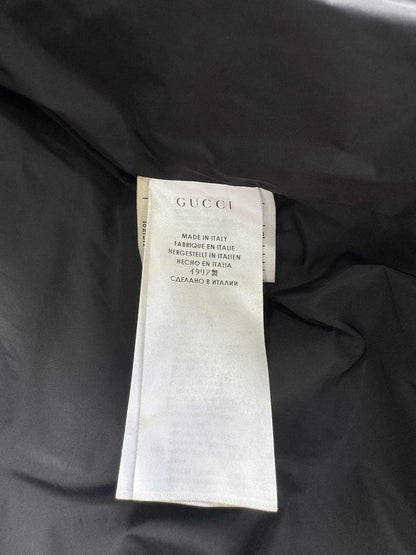 GUCCI
MADE IN ITALY
FABRIQUE EN ITALIE
HERGESTELLT IN ITALIEN
HECHO EN ITALIA
イタリア製
СДЕЛАНО В ИТАЛИИ